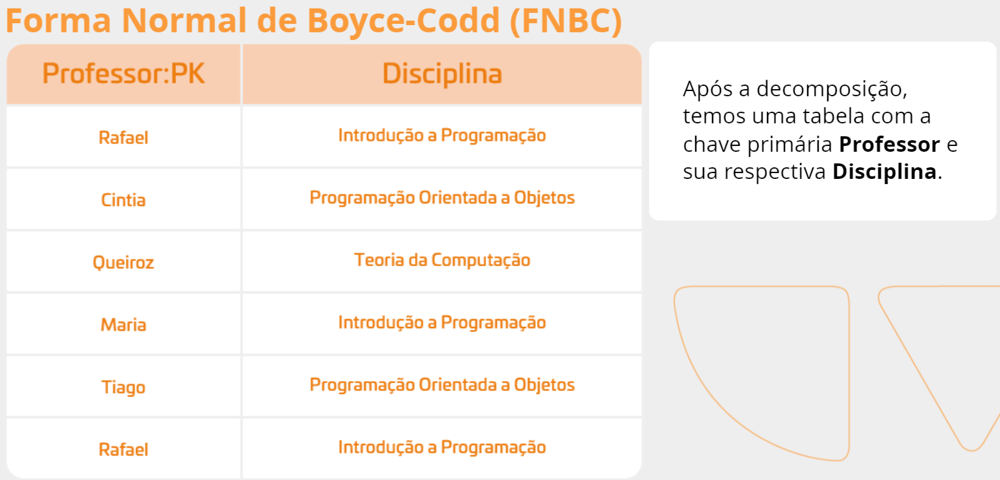 Forma Normal de Boyce-Codd (FNBC)
Professor:PK Disciplina
Rafael Introdução a Programação
Cintia Programação Orientada a Objetos
Queiroz Teoria da Computação
Maria Introdução a Programação
Tiago Programação Orientada a Objetos
Rafael Introdução a Programação
Após a decomposição,
temos uma tabela com a
chave primária Professor e
sua respectiva Disciplina.